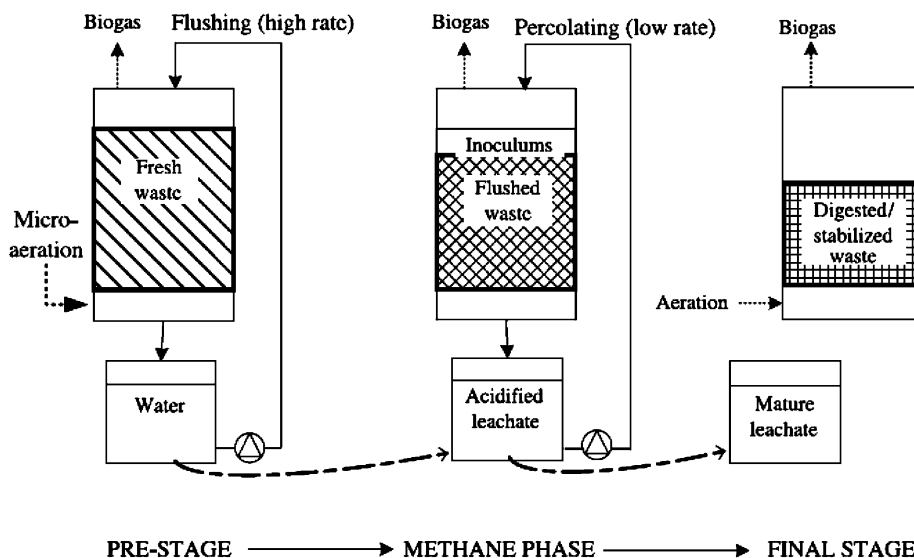 Biogas
Flushing (high rate)
Fresh
waste
Micro-
aeration
Water
Biogas
Percolating (low rate)
Inoculums
Flushed
waste
Acidified
leachate
Biogas
Digested/
stabilized
waste
Aeration
Mature
leachate
PRE-STAGE
METHANE PHASE
FINAL STAGE